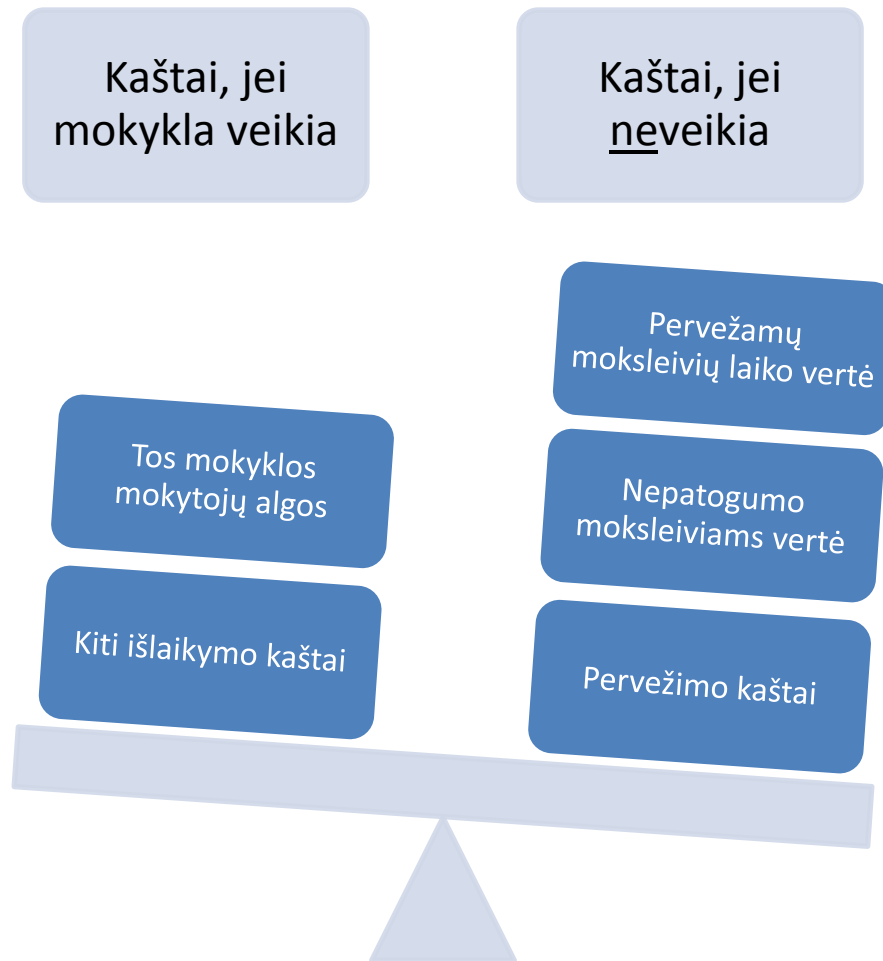 Kaštai, jei
mokykla veikia
Kaštai, jei
neveikia
Tos mokyklos
mokytojų algos
Kiti išlaikymo kaštai
Pervežamų
moksleivių laiko vertė
Nepatogumo
moksleiviams vertė
Pervežimo kaštai